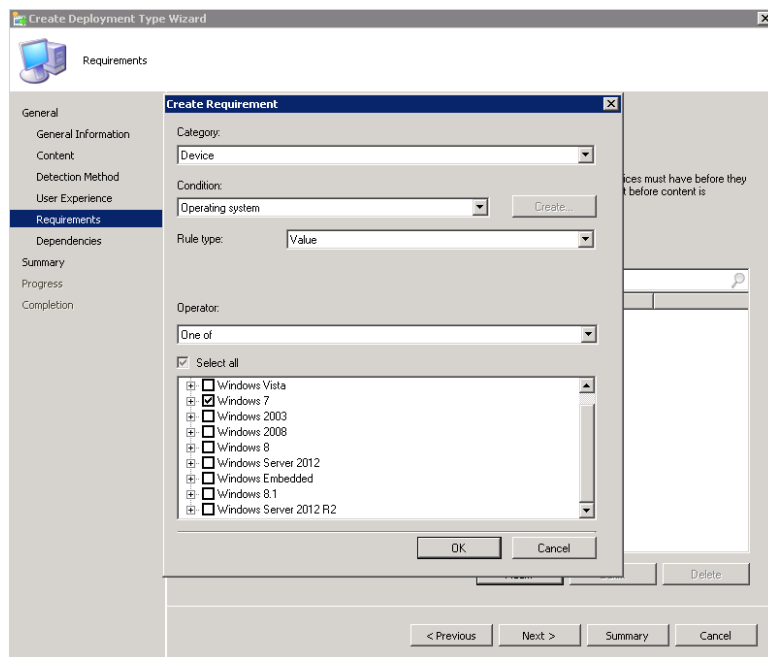 Create Deployment Type Wizard
Requirements
General
General Information
Content
Detection Method
User Experience
Requirements
Dependencies
Summary
Progress
Completion
Create Requirement
Category:
Device
Condition:
Operating system
Create...
Rule type:
Value
Operator:
One of
Select all
Windows Vista
Windows 7
Windows 2003
Windows 2008
Windows 8
Windows Server 2012
Windows Embedded
Windows 8.1
Windows Server 2012 R2
OK
Cancel
ices must have before they
t before content is
Delete
< Previous
Next >
Summary
Cancel